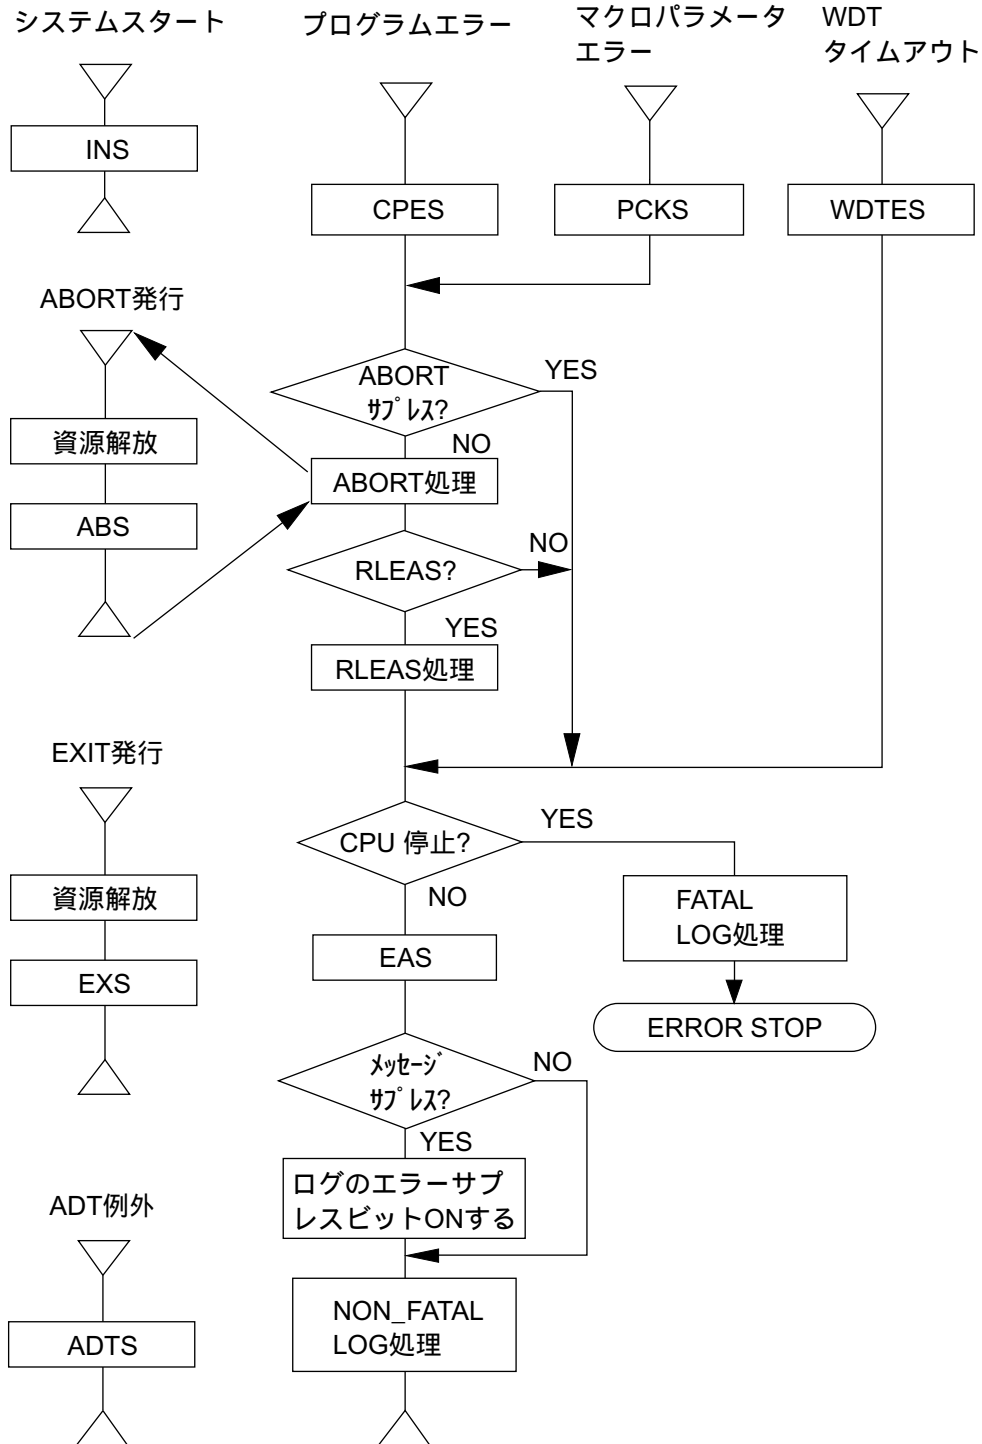 システムスタート
プログラムエラー
マクロパラメータ
エラー
WDT
タイムアウト
INS
CPES
PCKS
WDTES
ABORT発行
ABORT
ｻﾌﾟﾚｽ?
YES
NO
資源解放
ABORT処理
ABS
NO
RLEAS?
YES
RLEAS処理
EXIT発行
CPU 停止?
YES
NO
資源解放
FATAL
LOG処理
EAS
EXS
ERROR STOP
ﾒｯｾｰｼﾞ
ｻﾌﾟﾚｽ?
NO
YES
ログのエラーサプ
レスビットONする
ADT例外
NON_FATAL
LOG処理
ADTS